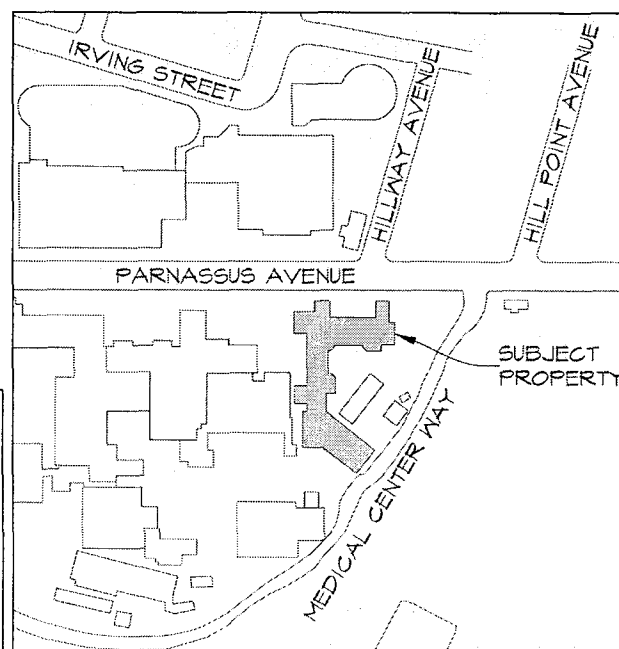 IRVING STREET
HILLWAY AVENUE
HILL POINT AVENUE
PARNASSUS AVENUE
SUBJECT
PROPERTY
MEDICAL CENTER WAY